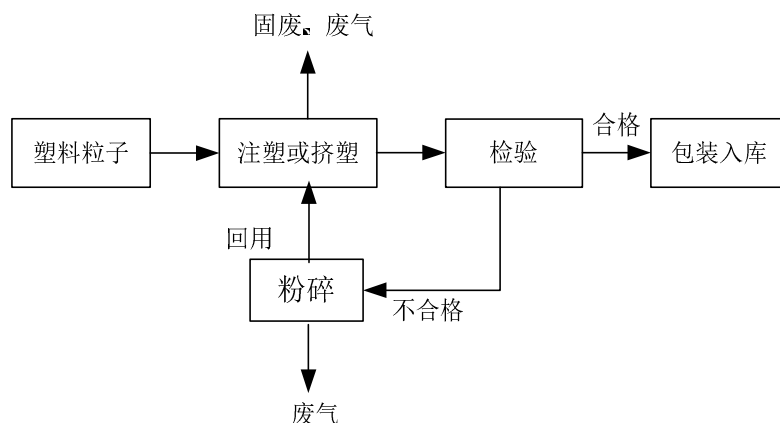 固废、废气
塑料粒子
注塑或挤塑
检验
合格
包装入库
回用
粉碎
不合格
废气